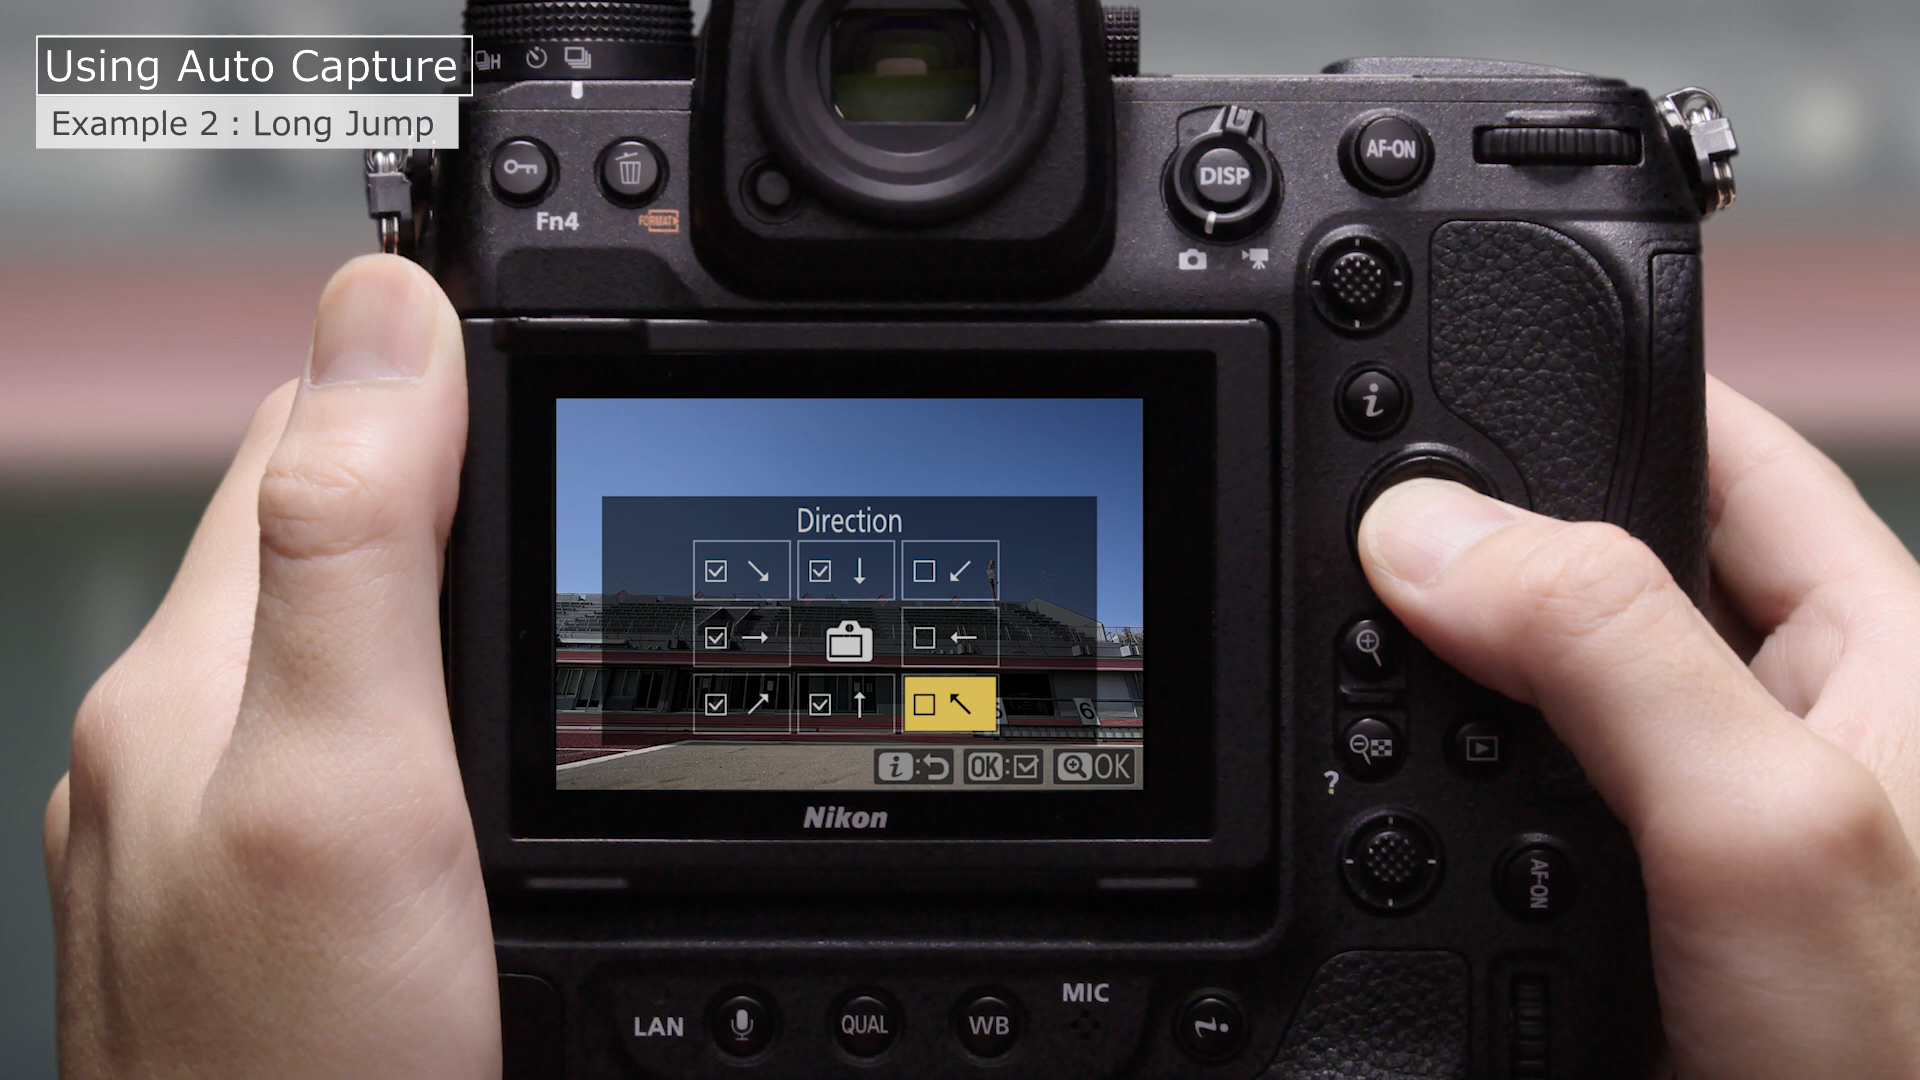 Using Auto Capture
Example 2 : Long Jump
H
Fn4
FORMAT
DISP
AF-ON
i
Direction
6
i : OK : OK
Nikon
?
AF-ON
MIC
LAN
QUAL
WB
i